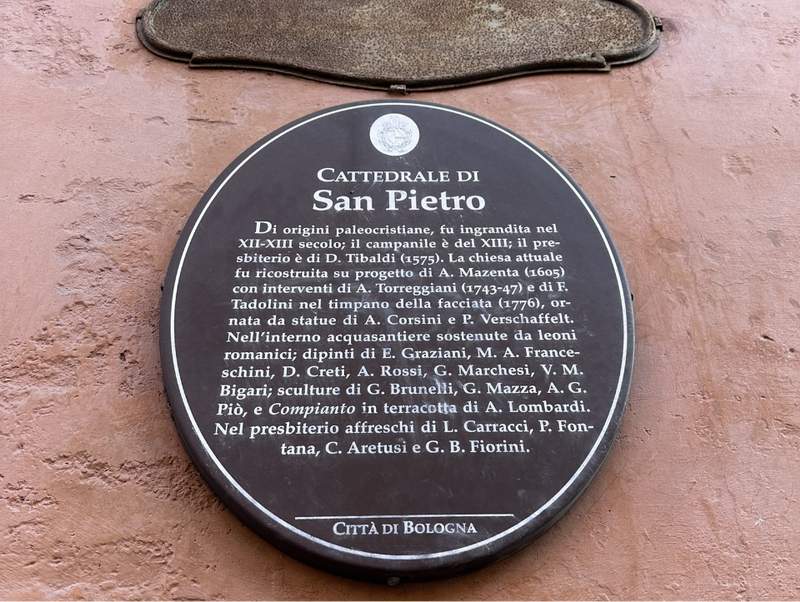 CATTEDRALE DI
SAN PIETRO
Di origini paleocristiane, fu ingrandita nel
XII-XIII secolo; il campanile è del XIII; il pre-
sbiterio è di D. Tibaldi (1575). La chiesa attuale
fu ricostruita su progetto di A. Mazenta (1605)
con interventi di A. Torreggiani (1743-47) e di F.
Tadolini nel timpano della facciata (1776), or-
nata da statue di A. Corsini e P. Verschaffelt.
Nell'interno acquasantiere sostenute da leoni
romanici; dipinti di E. Graziani, M. A. France-
schini, D. Creti, A. Rossi, G. Marchesi, V. M.
Bigari; sculture di G. Brunelli, G. Mazza, A. G.
Piò, e Compianto in terracotta di A. Lombardi.
Nel presbiterio affreschi di L. Carracci, P. Fon-
tana, C. Aretusi e G. B. Fiorini.
CITTÀ DI BOLOGNA